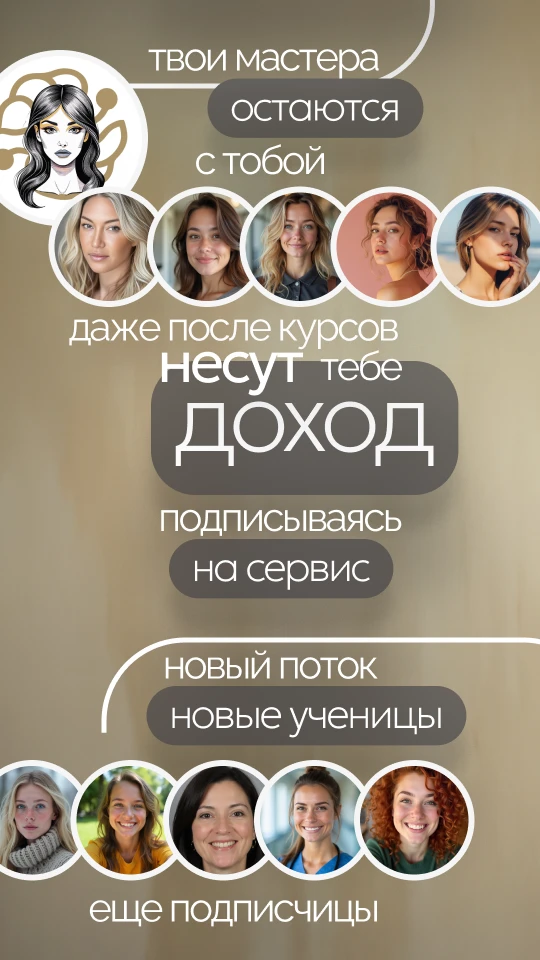 твои мастера
остаются
с тобой
даже после курсов
несут тебе
ДОХОД
подписываясь
на сервис
новый поток
новые ученицы
еще подписчицы